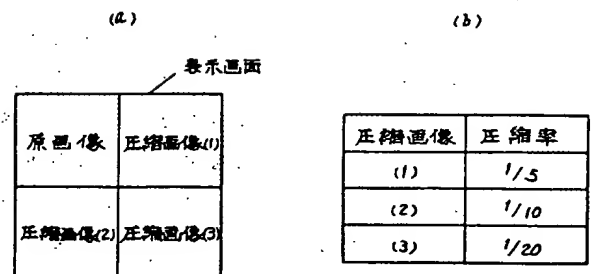 (a)
(b)
表示画面
原画像 圧縮画像(1)
圧縮画像(2) 圧縮画像(3)
圧縮画像 圧縮率
(1) 1/5
(2) 1/10
(3) 1/20